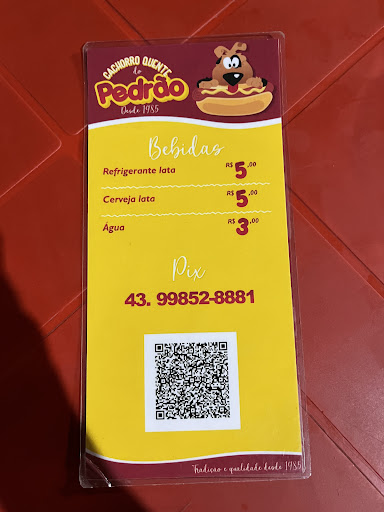 CACHORRO QUENTE
do
Pedrão
Desde 1985
Bebidas
Refrigerante lata R$ 5,00
Cerveja lata R$ 5,00
Água R$ 3,00
Pix
43. 99852-8881
Tradição e qualidade desde 1985